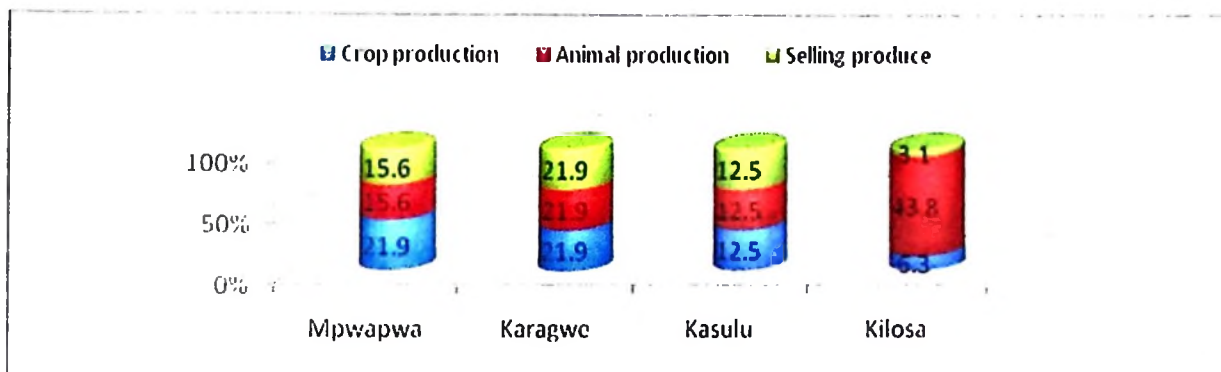 Crop production Animal production Selling produce
100%
50%
0%
15.6 21.9 12.5 3.1
15.6 21.9 12.5 43.8
21.9 21.9 12.5 6.3
Mpwapwa Karagwe Kasulu Kilosa